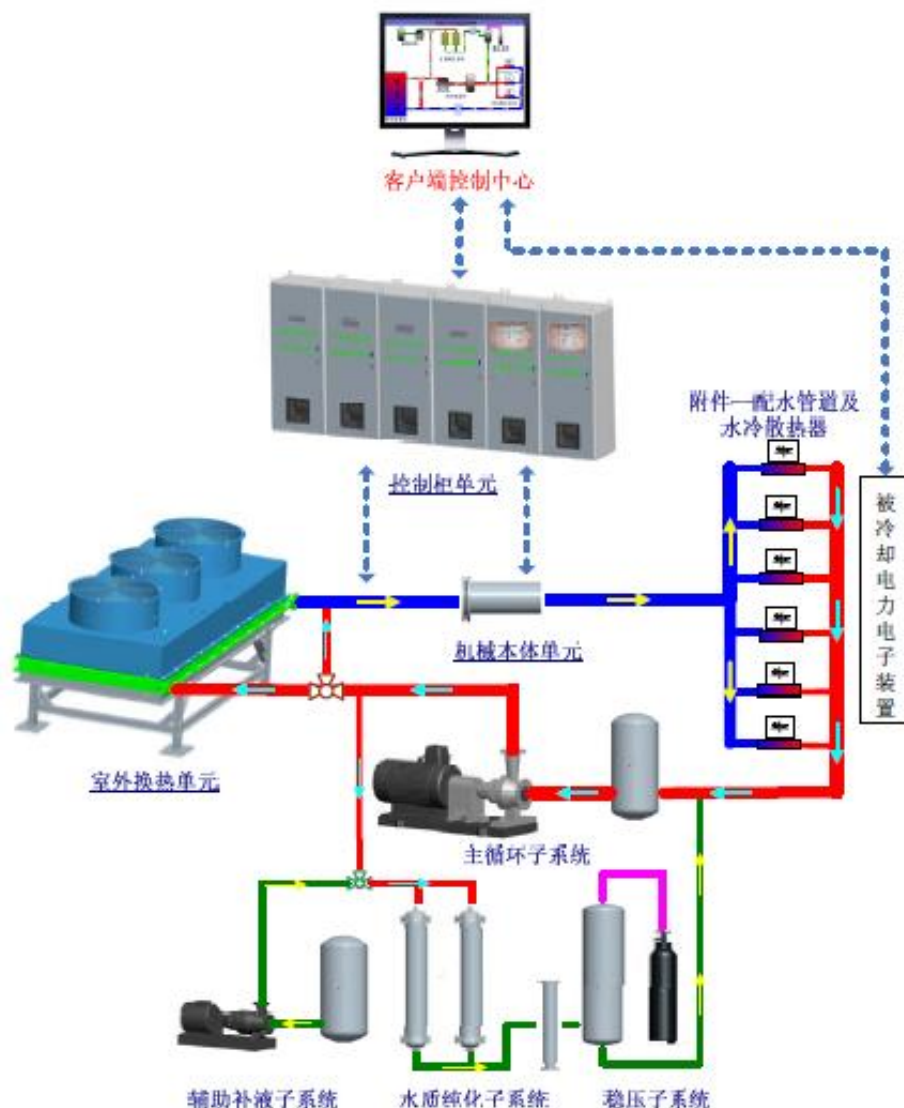 客户端控制中心
附件—配水管道及
水冷散热器
控制柜单元
被冷却电力电子装置
机械本体单元
室外换热单元
主循环子系统
辅助补液子系统
水质纯化子系统
稳压子系统